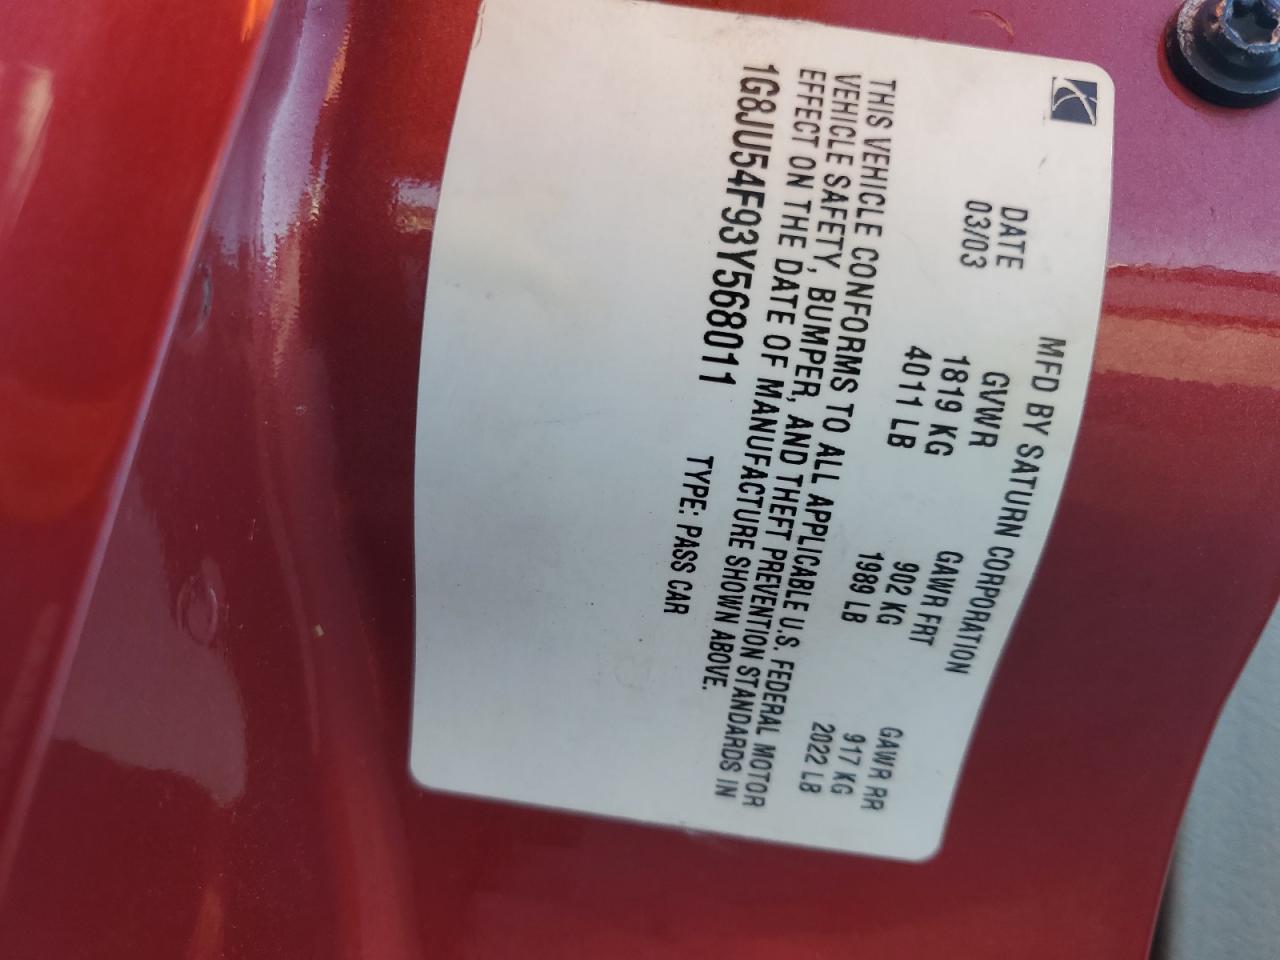 MFD BY SATURN CORPORATION
DATE GVWR GAWR FRT GAWR RR
03/03 1819 KG 902 KG 917 KG
4011 LB 1989 LB 2022 LB
THIS VEHICLE CONFORMS TO ALL APPLICABLE U.S. FEDERAL MOTOR
VEHICLE SAFETY, BUMPER, AND THEFT PREVENTION STANDARDS IN
EFFECT ON THE DATE OF MANUFACTURE SHOWN ABOVE.
1G8JU54F93Y568011 TYPE: PASS CAR